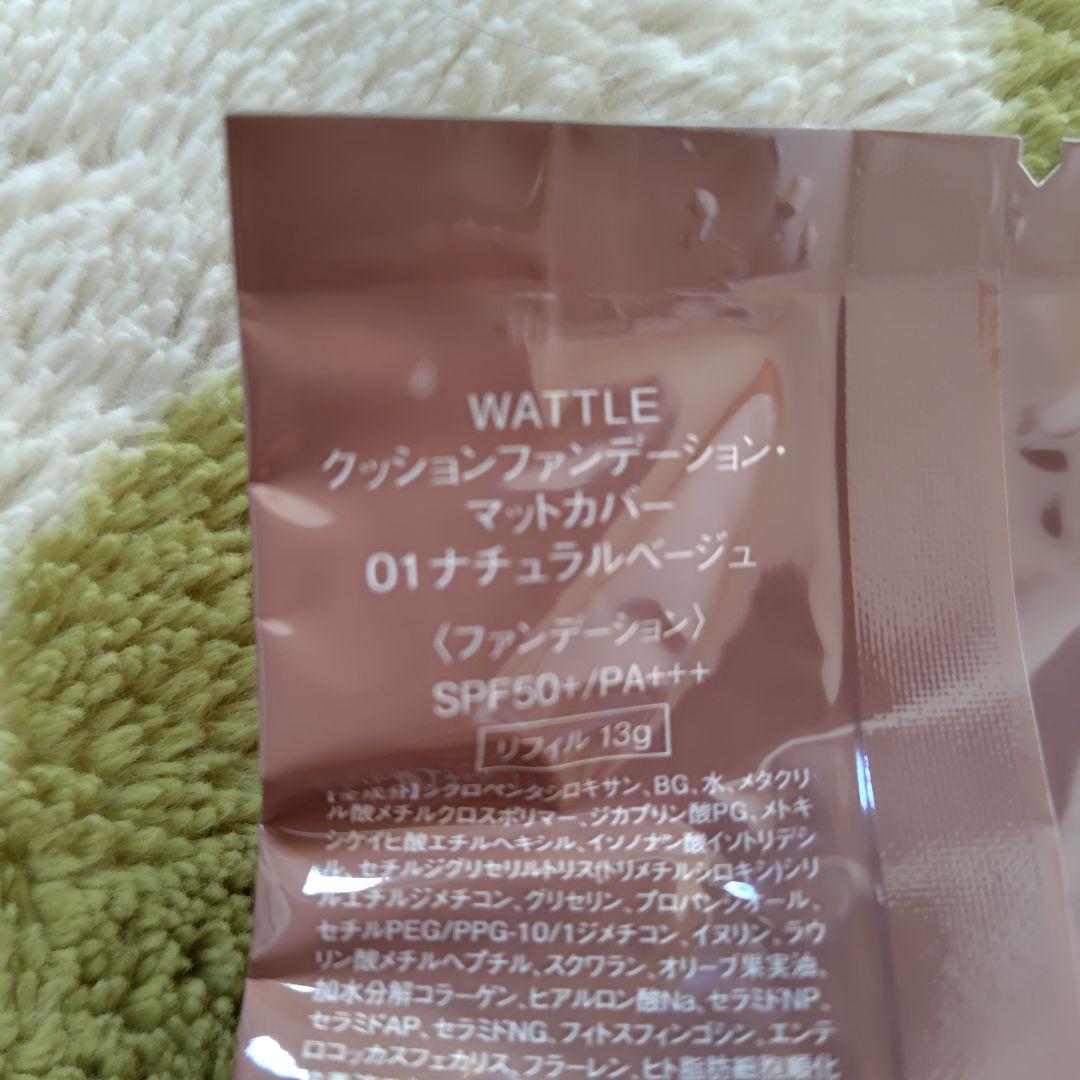 WATTLE
クッションファンデーション・
マットカバー
01ナチュラルベージュ
〈ファンデーション〉
SPF50+/PA+++
リフィル 13g
【全成分】シクロペンタシロキサン、BG、水、メタクリ
ル酸メチルクロスポリマー、ジカプリン酸PG、メトキ
シケイヒ酸エチルヘキシル、イソノナン酸イソトリデシ
ル、セチルジグリセリルトリス(トリメチルシロキシ)シリ
ルエチルジメチコン、グリセリン、プロパンジオール、
セチルPEG/PPG-10/1ジメチコン、イヌリン、ラウ
リン酸メチルヘプチル、スクワラン、オリーブ果実油、
加水分解コラーゲン、ヒアルロン酸Na、セラミドNP、
セラミドAP、セラミドNG、フィトスフィンゴシン、エンテ
ロコッカスフェカリス、フラーレン、ヒト脂肪細胞順化